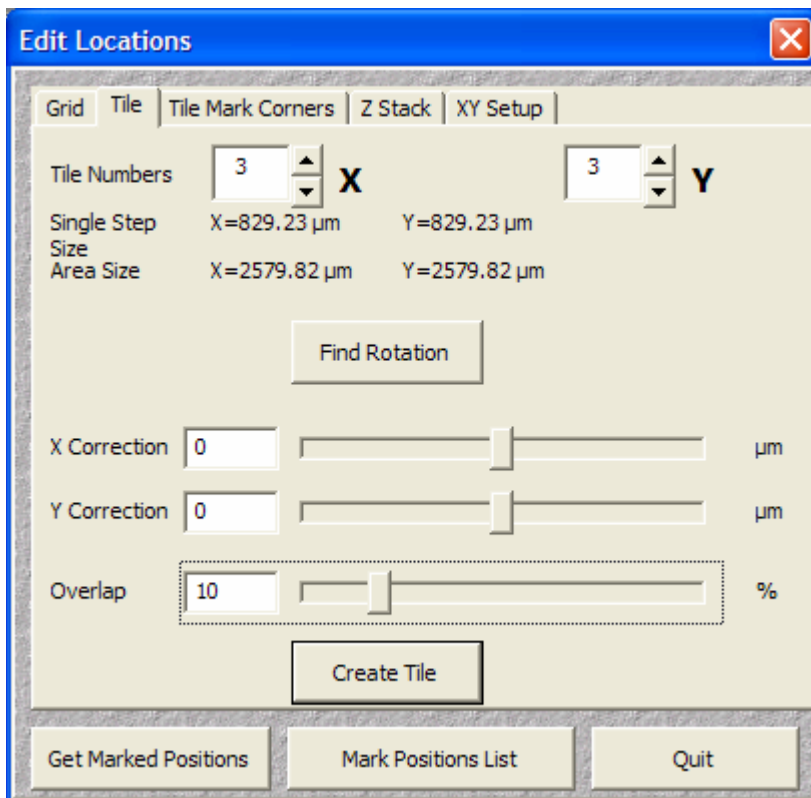 Edit Locations
Grid Tile Tile Mark Corners Z Stack XY Setup
Tile Numbers 3 X 3 Y
Single Step X=829.23 µm Y=829.23 µm
Size
Area Size X=2579.82 µm Y=2579.82 µm
Find Rotation
X Correction 0 µm
Y Correction 0 µm
Overlap 10 %
Create Tile
Get Marked Positions Mark Positions List Quit